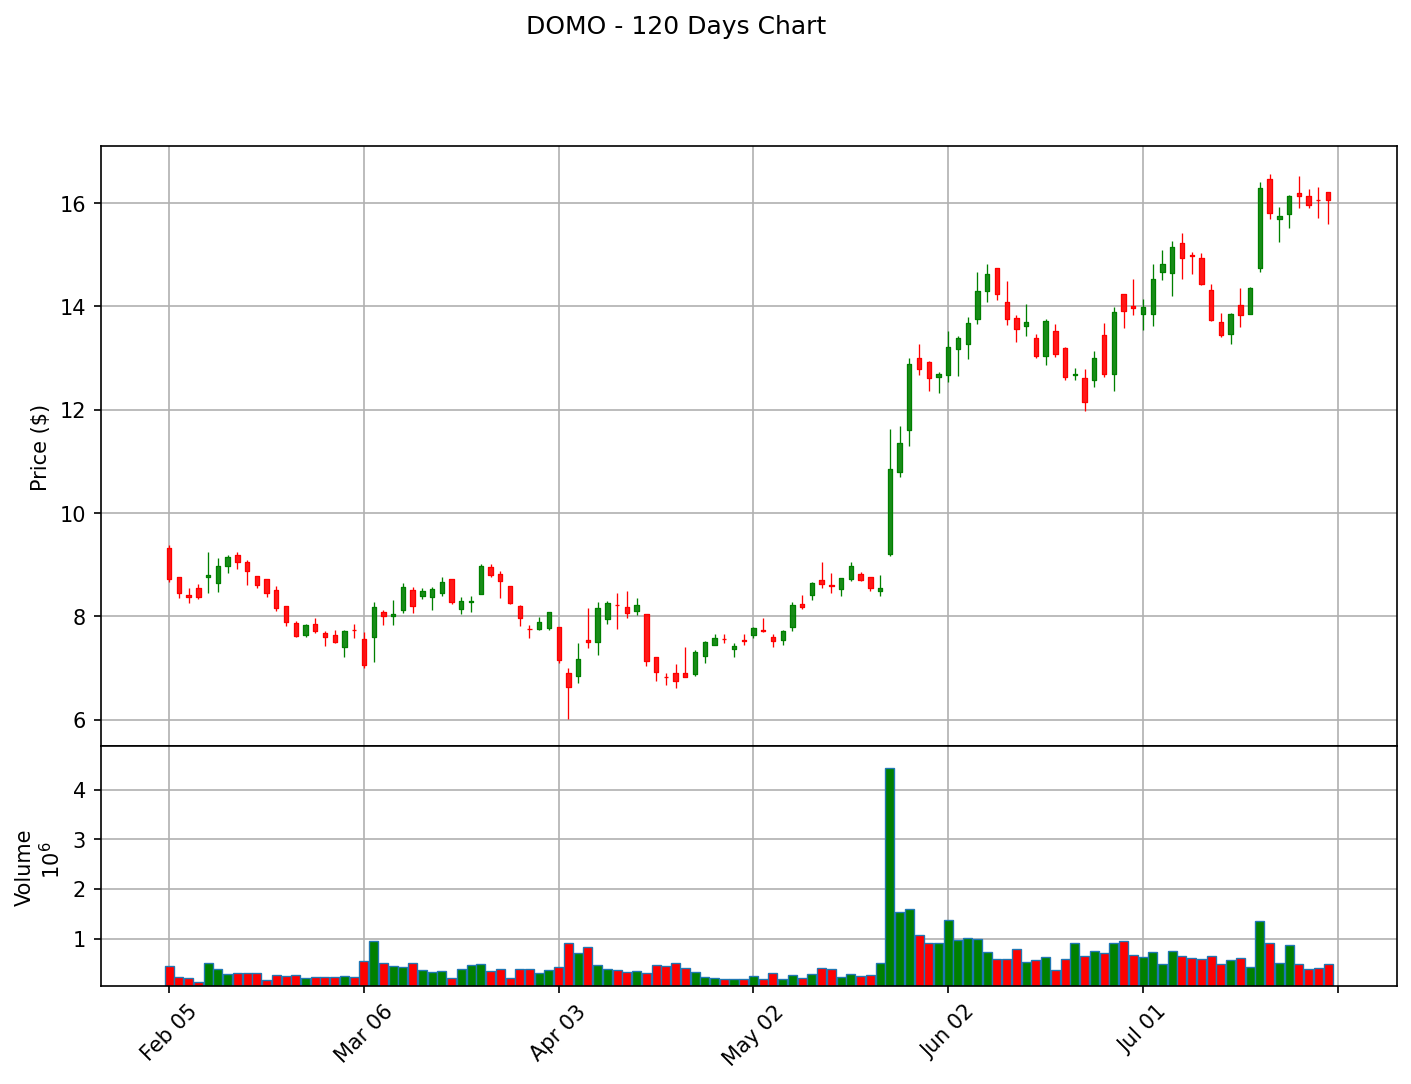 DOMO - 120 Days Chart
Price ($)
16
14
12
10
8
6
Volume
10⁶
4
3
2
1
Feb 05
Mar 06
Apr 03
May 02
Jun 02
Jul 01